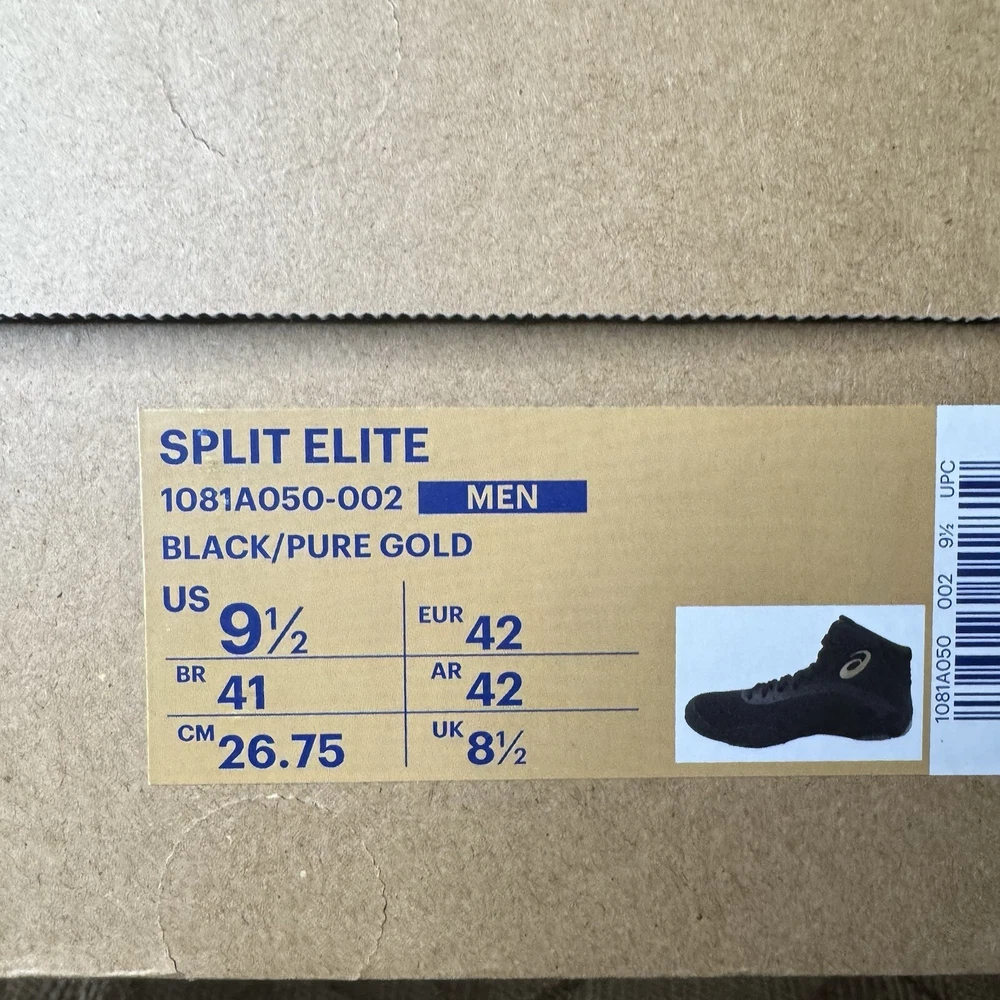 SPLIT ELITE
1081A050-002 MEN
BLACK/PURE GOLD
US 9½ EUR 42
BR 41 AR 42
CM 26.75 UK 8½
1081A050 002 9½ UPC